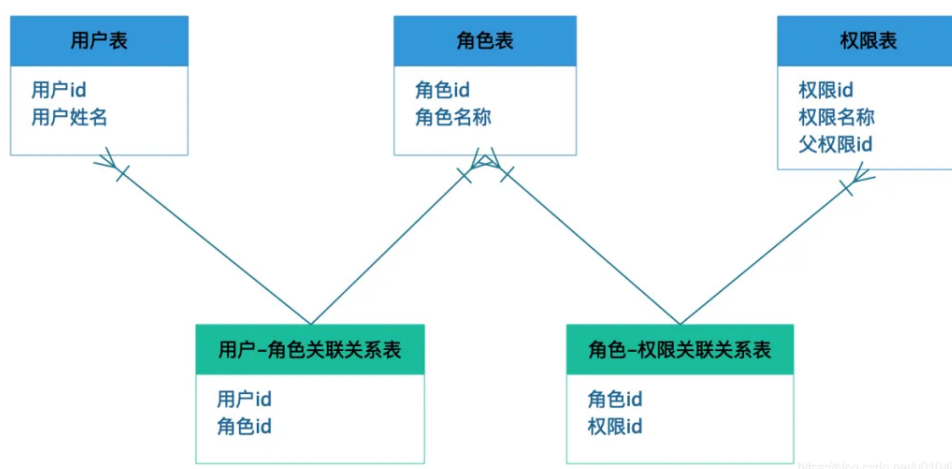 用户表
用户id
用户姓名
角色表
角色id
角色名称
权限表
权限id
权限名称
父权限id
用户-角色关联关系表
用户id
角色id
角色-权限关联关系表
角色id
权限id